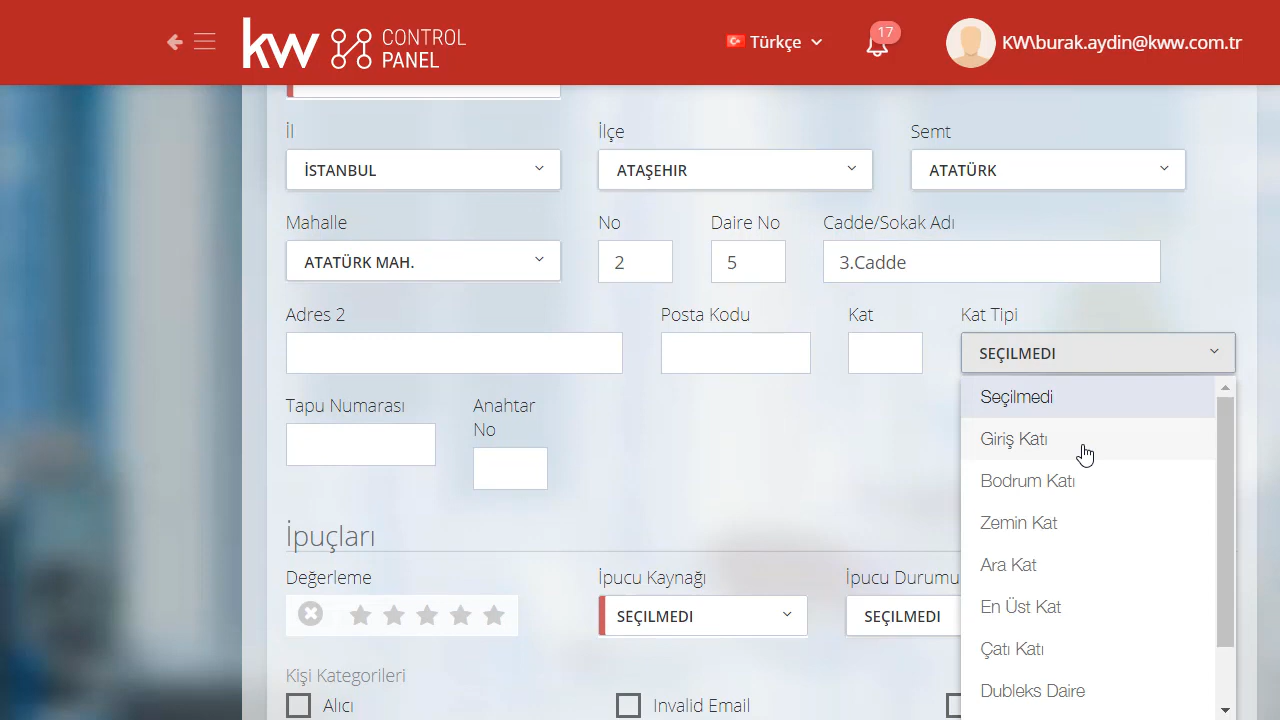 kw CONTROL PANEL
Türkçe
17
KW\burak.aydin@kww.com.tr
İl İlçe Semt
İSTANBUL ATAŞEHIR ATATÜRK
Mahalle No Daire No Cadde/Sokak Adı
ATATÜRK MAH. 2 5 3.Cadde
Adres 2 Posta Kodu Kat Kat Tipi
SEÇILMEDI
Seçilmedi
Giriş Katı
Bodrum Katı
Zemin Kat
Ara Kat
En Üst Kat
Çatı Katı
Dubleks Daire
Tapu Numarası Anahtar
No
İpuçları
Değerleme İpucu Kaynağı İpucu Durumu
SEÇILMEDI SEÇILMEDI
Kişi Kategorileri
Alıcı Invalid Email